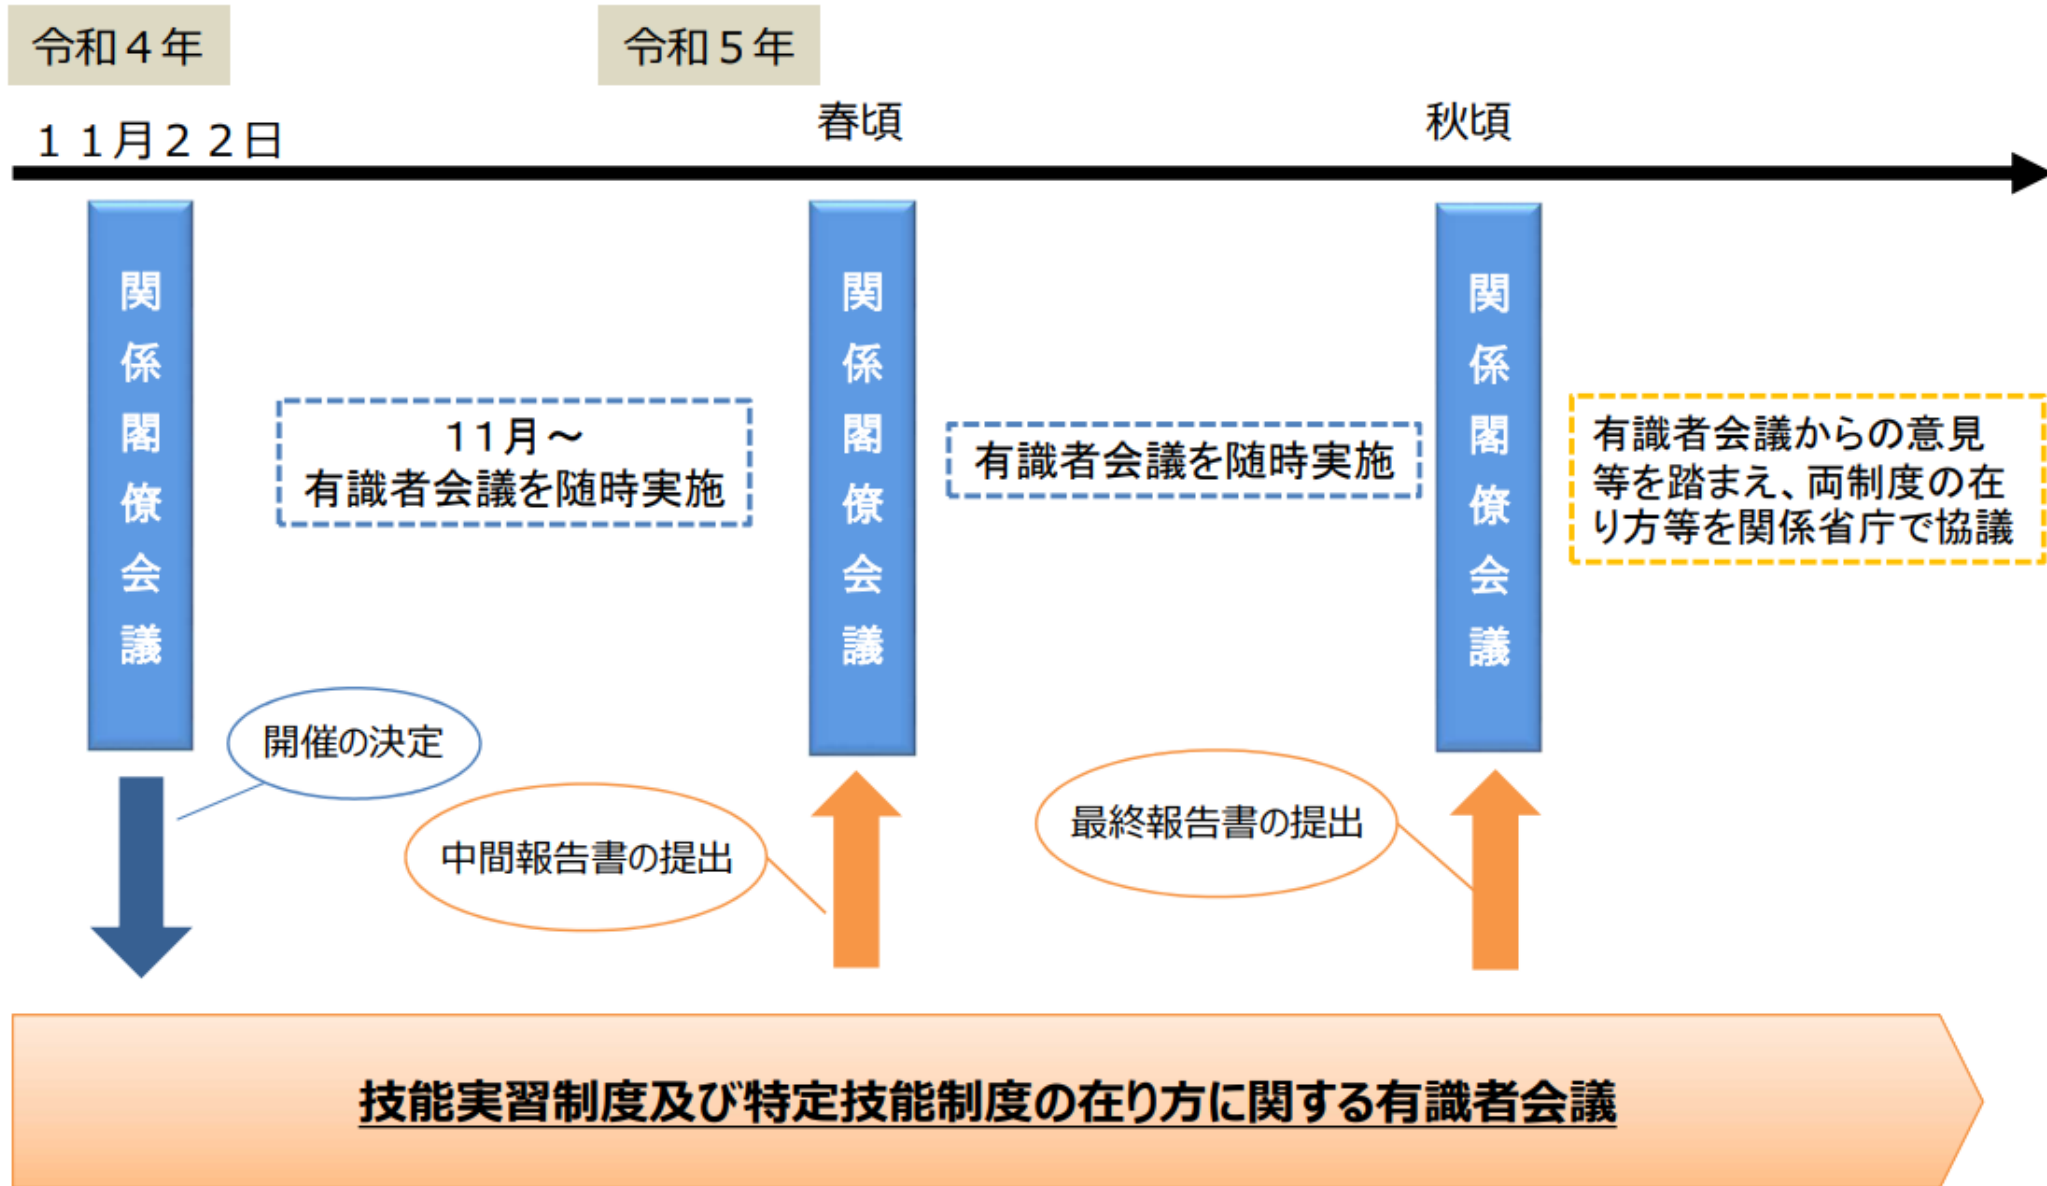 令和４年
令和５年
１１月２２日
春頃
秋頃
関係閣僚会議
関係閣僚会議
関係閣僚会議
11月～
有識者会議を随時実施
有識者会議を随時実施
有識者会議からの意見
等を踏まえ、両制度の在
り方等を関係省庁で協議
開催の決定
中間報告書の提出
最終報告書の提出
技能実習制度及び特定技能制度の在り方に関する有識者会議